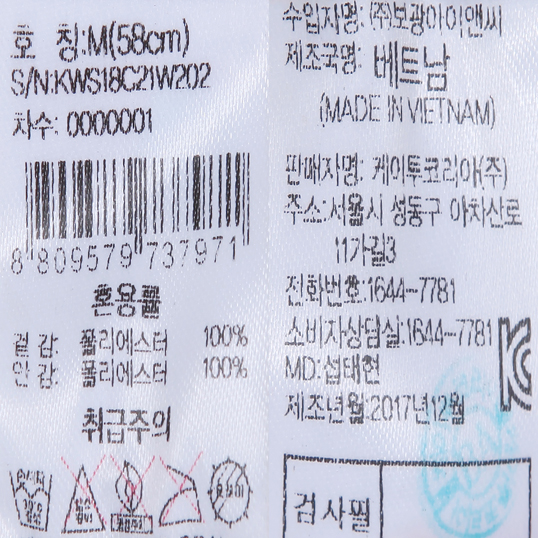 호 칭:M(58cm)
S/N:KWS18C21W202
차수: 0000001
8 809579 737971
혼용률
겉 감: 폴리에스터 100%
안 감: 폴리에스터 100%
취급주의
수입자명: (주)보광아이앤씨
제조국명: 베트남
(MADE IN VIETNAM)
판매자명: 케이투코리아(주)
주소:서울시 성동구 아차산로
11가길3
전화번호:1644-7781
소비자상담실:1644-7781
MD:섭태현
제조년월:2017년12월
검사필